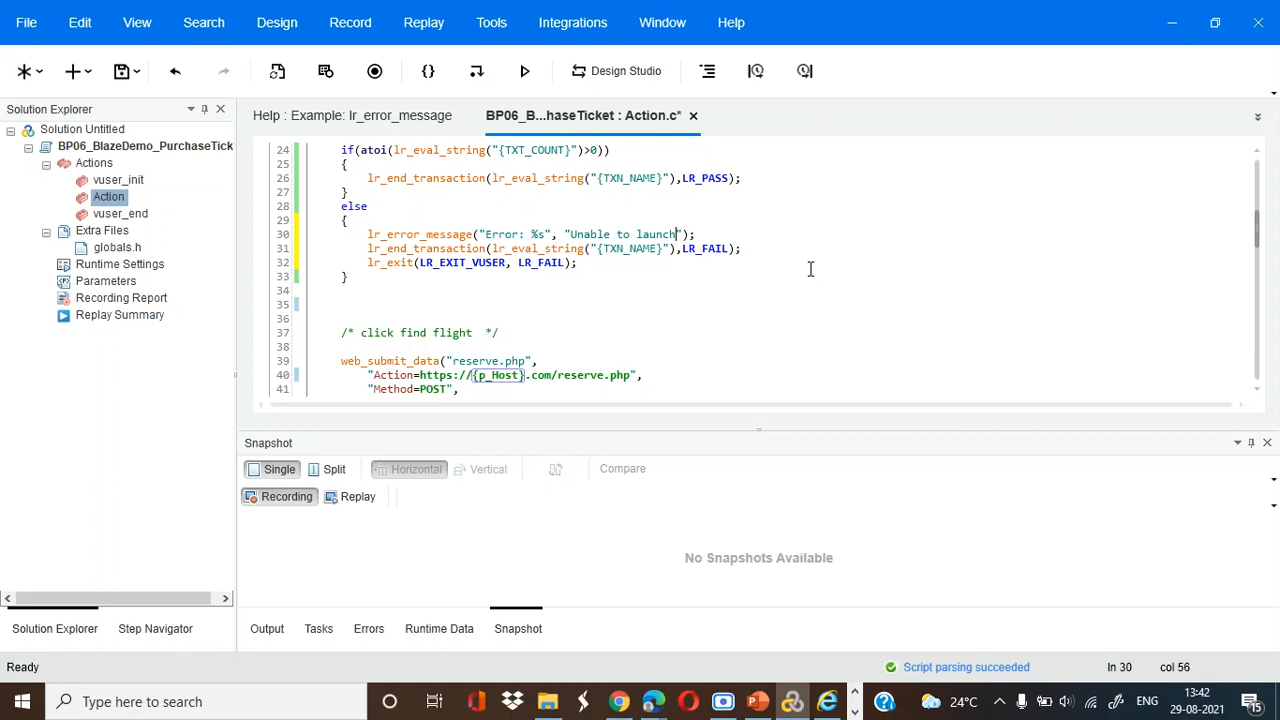 File Edit View Search Design Record Replay Tools Integrations Window Help
Design Studio
Solution Explorer
Solution Untitled
BP06_BlazeDemo_PurchaseTick
Actions
vuser_init
Action
vuser_end
Extra Files
globals.h
Runtime Settings
Parameters
Recording Report
Replay Summary
Help : Example: lr_error_message BP06_B...haseTicket : Action.c*
24 if(atoi(lr_eval_string("{TXT_COUNT}")>0))
25 {
26 lr_end_transaction(lr_eval_string("{TXN_NAME}"),LR_PASS);
27 }
28 else
29 {
30 lr_error_message("Error: %s", "Unable to launch");
31 lr_end_transaction(lr_eval_string("{TXN_NAME}"),LR_FAIL);
32 lr_exit(LR_EXIT_VUSER, LR_FAIL);
33 }
34
35
36
37 /* click find flight */
38
39 web_submit_data("reserve.php",
40 "Action=https://{p_Host}.com/reserve.php",
41 "Method=POST",
Snapshot
Single Split Horizontal Vertical Compare
Recording Replay
No Snapshots Available
Solution Explorer Step Navigator Output Tasks Errors Runtime Data Snapshot
Ready Script parsing succeeded ln 30 col 56
Type here to search 24°C ENG 13:42
29-08-2021 15